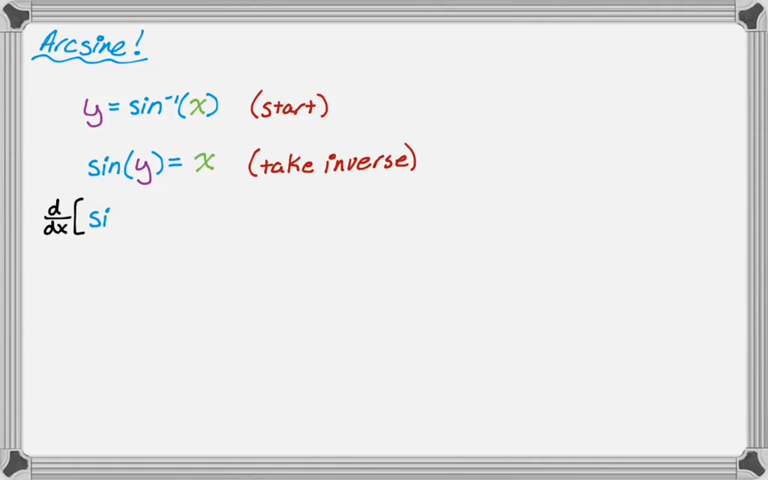 Arcsine!
y = sin⁻¹(x) (start)
sin(y) = x (take inverse)
d/dx [ si